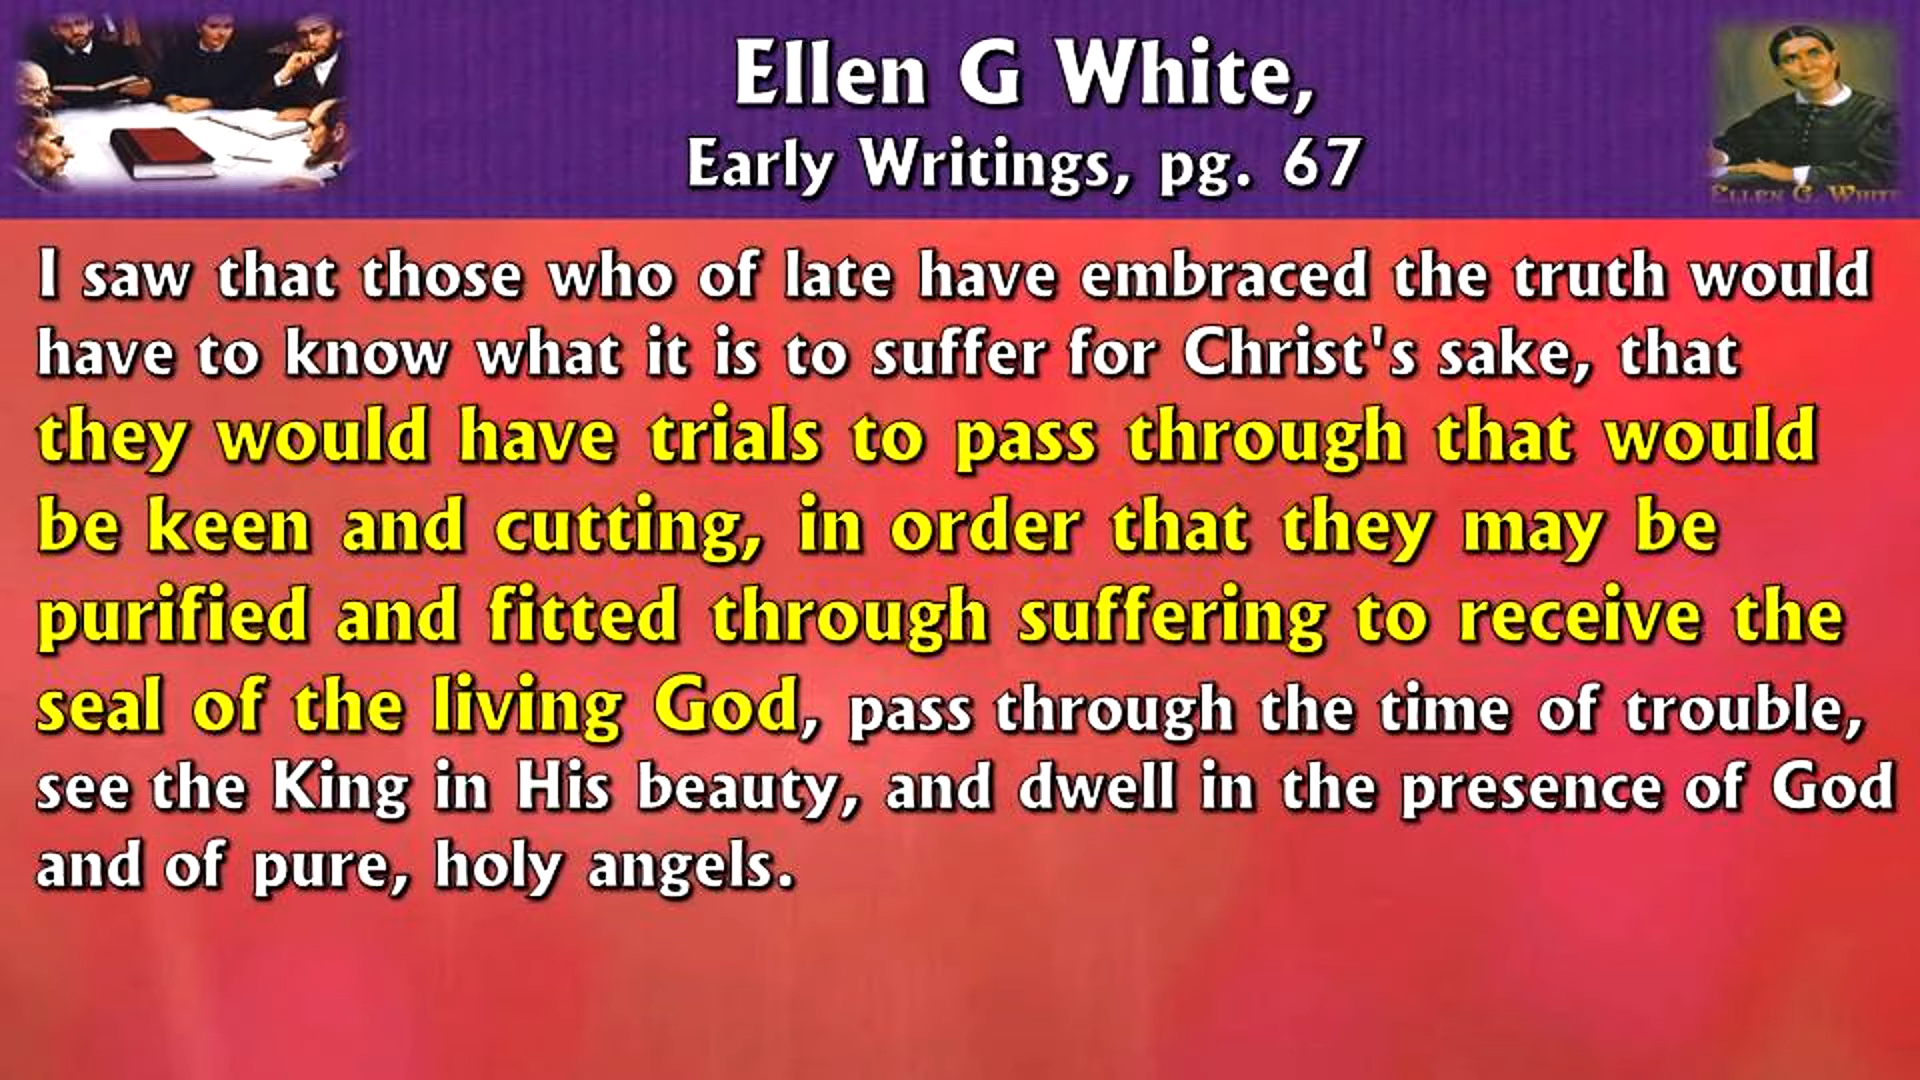 Ellen G White,
Early Writings, pg. 67
ELLEN G. WHITE
I saw that those who of late have embraced the truth would
have to know what it is to suffer for Christ's sake, that
they would have trials to pass through that would
be keen and cutting, in order that they may be
purified and fitted through suffering to receive the
seal of the living God, pass through the time of trouble,
see the King in His beauty, and dwell in the presence of God
and of pure, holy angels.